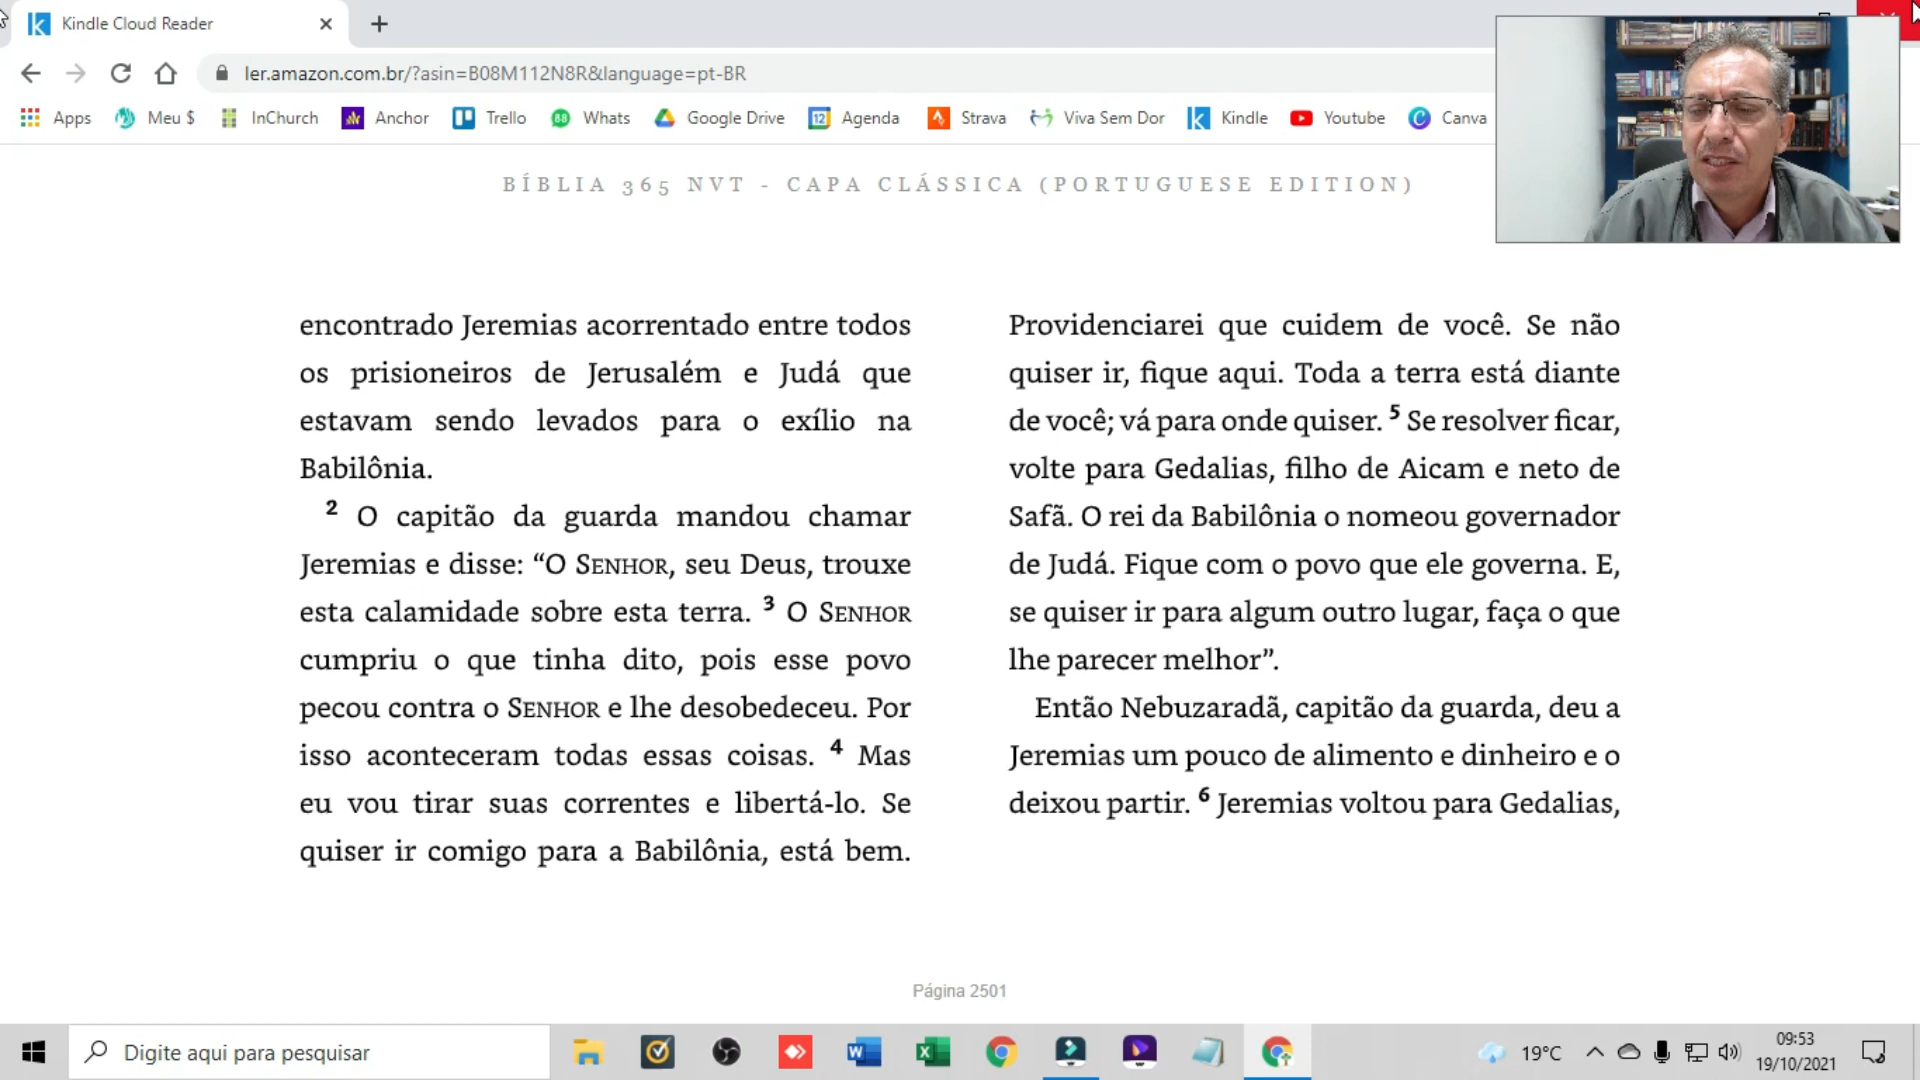 Kindle Cloud Reader
ler.amazon.com.br/?asin=B08M112N8R&language=pt-BR
Apps Meu $ InChurch Anchor Trello Whats Google Drive Agenda Strava Viva Sem Dor Kindle Youtube Canva
BÍBLIA 365 NVT - CAPA CLÁSSICA (PORTUGUESE EDITION)
encontrado Jeremias acorrentado entre todos
os prisioneiros de Jerusalém e Judá que
estavam sendo levados para o exílio na
Babilônia.
2 O capitão da guarda mandou chamar
Jeremias e disse: “O SENHOR, seu Deus, trouxe
esta calamidade sobre esta terra. 3 O SENHOR
cumpriu o que tinha dito, pois esse povo
pecou contra o SENHOR e lhe desobedeceu. Por
isso aconteceram todas essas coisas. 4 Mas
eu vou tirar suas correntes e libertá-lo. Se
quiser ir comigo para a Babilônia, está bem.
Providenciarei que cuidem de você. Se não
quiser ir, fique aqui. Toda a terra está diante
de você; vá para onde quiser. 5 Se resolver ficar,
volte para Gedalias, filho de Aicam e neto de
Safã. O rei da Babilônia o nomeou governador
de Judá. Fique com o povo que ele governa. E,
se quiser ir para algum outro lugar, faça o que
lhe parecer melhor”.
Então Nebuzaradã, capitão da guarda, deu a
Jeremias um pouco de alimento e dinheiro e o
deixou partir. 6 Jeremias voltou para Gedalias,
Página 2501
Digite aqui para pesquisar
19°C
09:53
19/10/2021